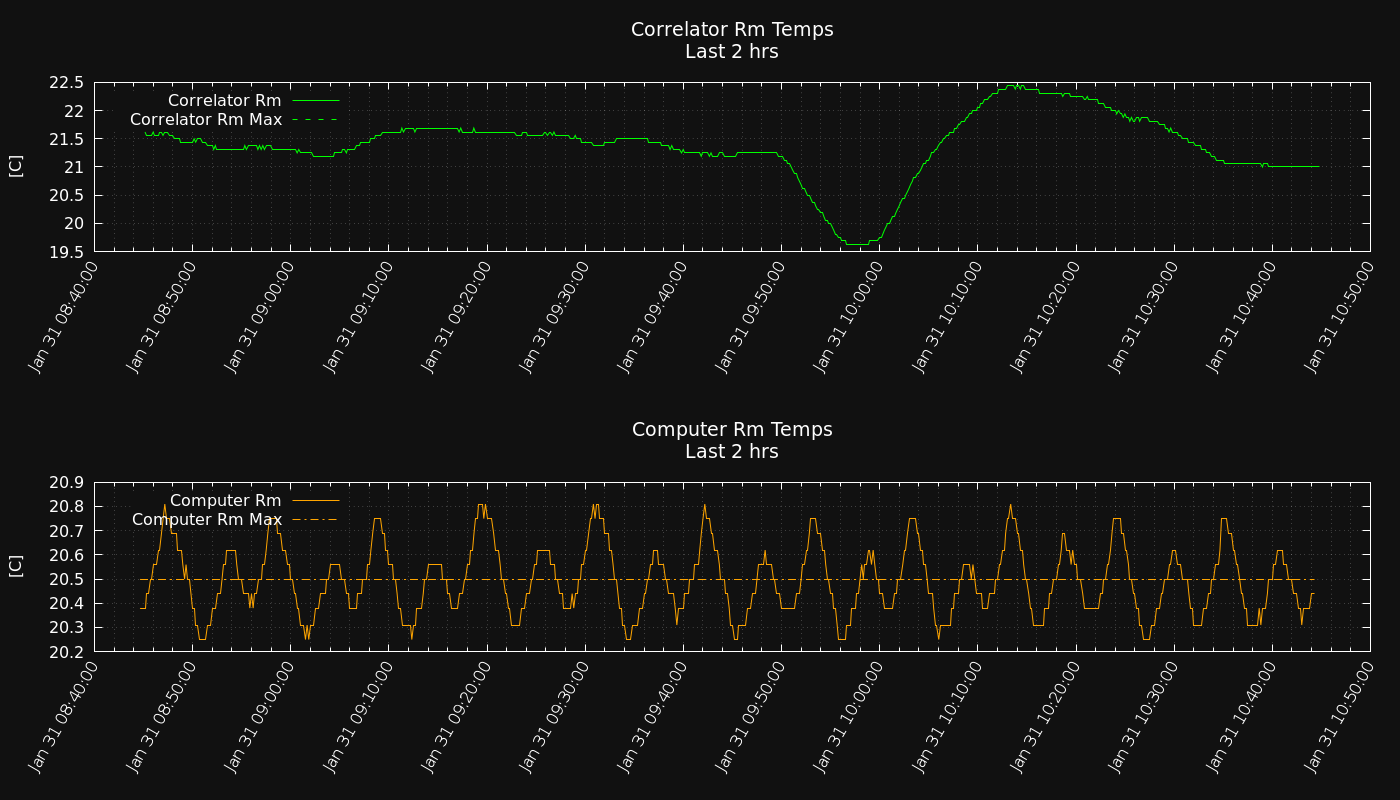 Correlator Rm Temps
Last 2 hrs
22.5
22
21.5
21
20.5
20
19.5
[C]
Correlator Rm
Correlator Rm Max
Jan 31 08:40:00
Jan 31 08:50:00
Jan 31 09:00:00
Jan 31 09:10:00
Jan 31 09:20:00
Jan 31 09:30:00
Jan 31 09:40:00
Jan 31 09:50:00
Jan 31 10:00:00
Jan 31 10:10:00
Jan 31 10:20:00
Jan 31 10:30:00
Jan 31 10:40:00
Jan 31 10:50:00
Computer Rm Temps
Last 2 hrs
20.9
20.8
20.7
20.6
20.5
20.4
20.3
20.2
[C]
Computer Rm
Computer Rm Max
Jan 31 08:40:00
Jan 31 08:50:00
Jan 31 09:00:00
Jan 31 09:10:00
Jan 31 09:20:00
Jan 31 09:30:00
Jan 31 09:40:00
Jan 31 09:50:00
Jan 31 10:00:00
Jan 31 10:10:00
Jan 31 10:20:00
Jan 31 10:30:00
Jan 31 10:40:00
Jan 31 10:50:00